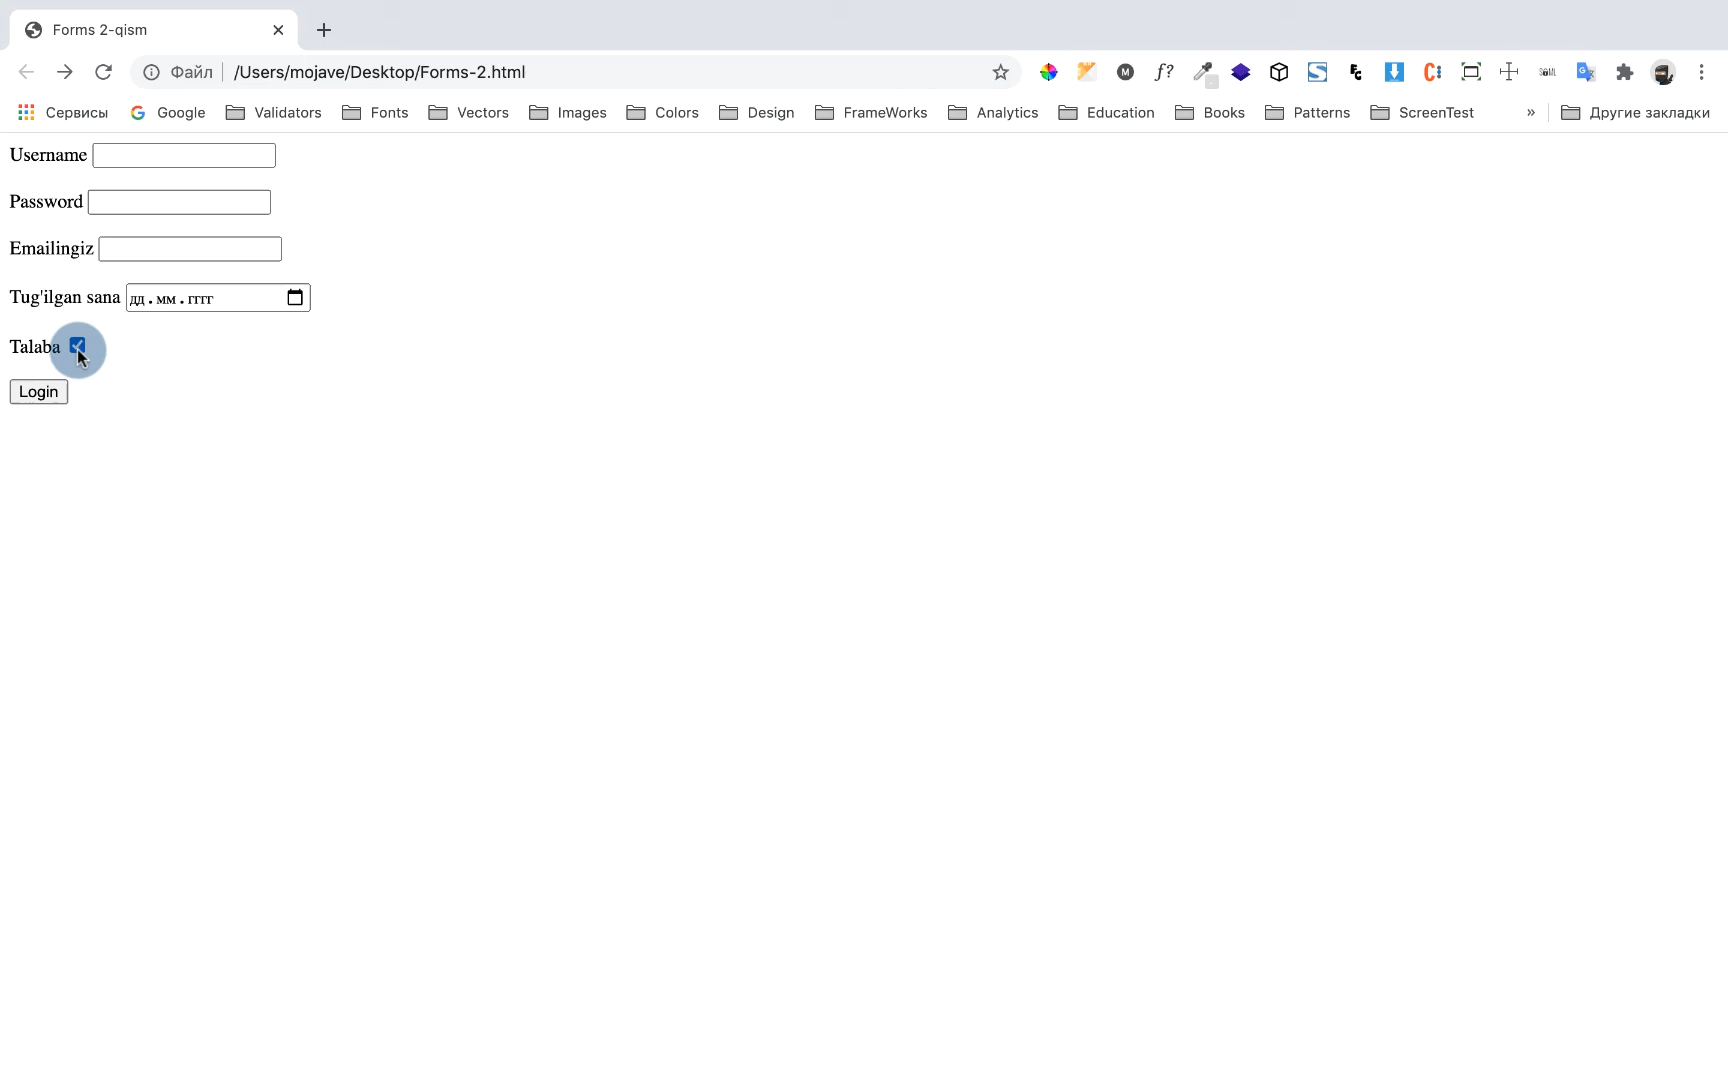 Forms 2-qism
Файл /Users/mojave/Desktop/Forms-2.html
Сервисы Google Validators Fonts Vectors Images Colors Design FrameWorks Analytics Education Books Patterns ScreenTest » Другие закладки
Username
Password
Emailingiz
Tug'ilgan sana дд.мм.гггг
Talaba
Login